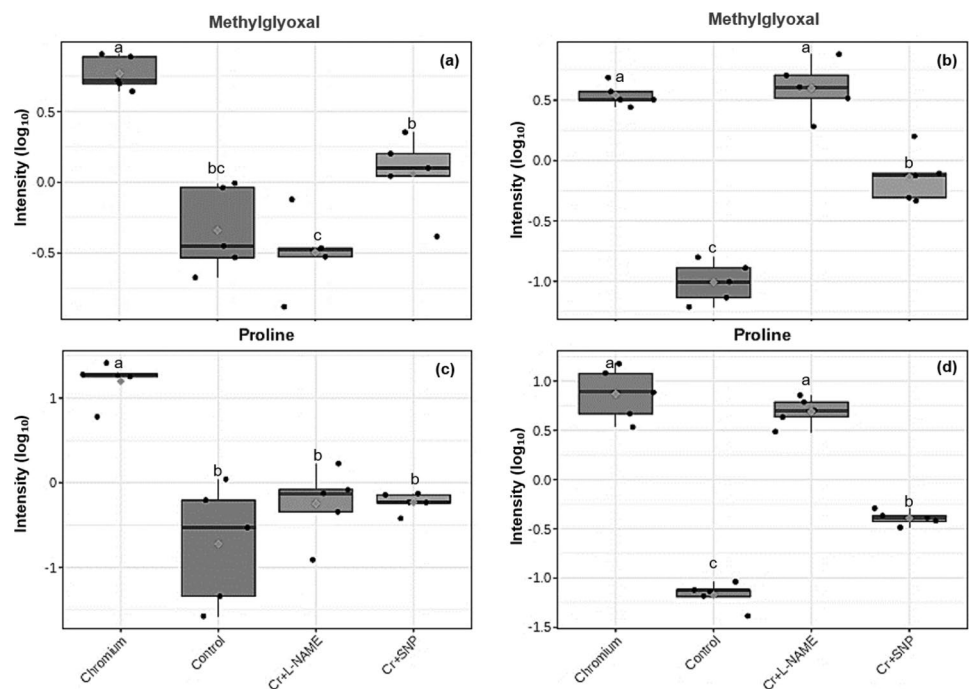 Methylglyoxal
(a)
Intensity (log₁₀)
0.5
0.0
-0.5
a
bc
c
b
Methylglyoxal
(b)
Intensity (log₁₀)
0.5
0.0
-0.5
-1.0
a
c
a
b
Proline
(c)
Intensity (log₁₀)
1
0
-1
a
b
b
b
Chromium
Control
Cr+L-NAME
Cr+SNP
Proline
(d)
Intensity (log₁₀)
1.0
0.5
0.0
-0.5
-1.0
-1.5
a
c
a
b
Chromium
Control
Cr+L-NAME
Cr+SNP